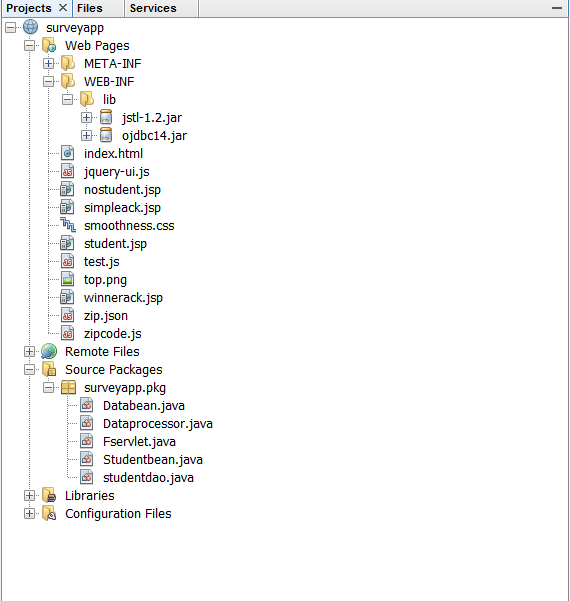 Projects Files Services
surveyapp
Web Pages
META-INF
WEB-INF
lib
jstl-1.2.jar
ojdbc14.jar
index.html
jquery-ui.js
nostudent.jsp
simpleack.jsp
smoothness.css
student.jsp
test.js
top.png
winnerack.jsp
zip.json
zipcode.js
Remote Files
Source Packages
surveyapp.pkg
Databean.java
Dataprocessor.java
Fservlet.java
Studentbean.java
studentdao.java
Libraries
Configuration Files